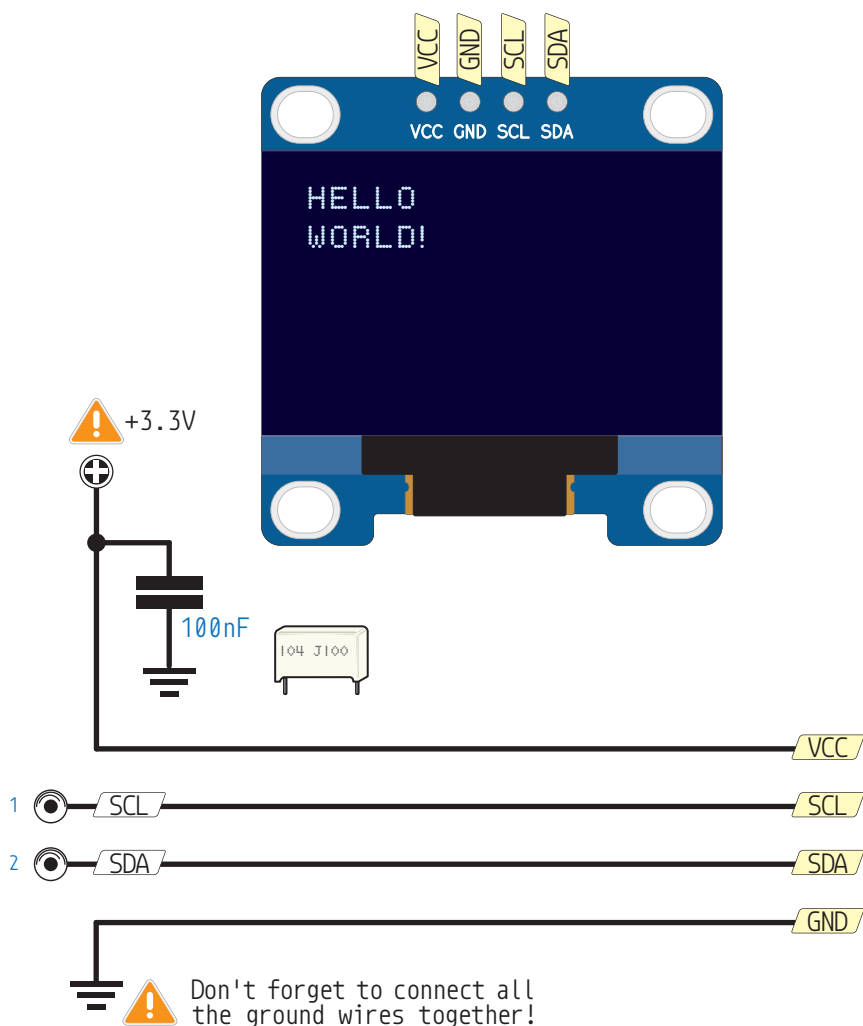 VCC GND SCL SDA
VCC GND SCL SDA
HELLO
WORLD!
+3.3V
100nF
104 J100
VCC
1 SCL SCL
2 SDA SDA
GND
Don't forget to connect all
the ground wires together!